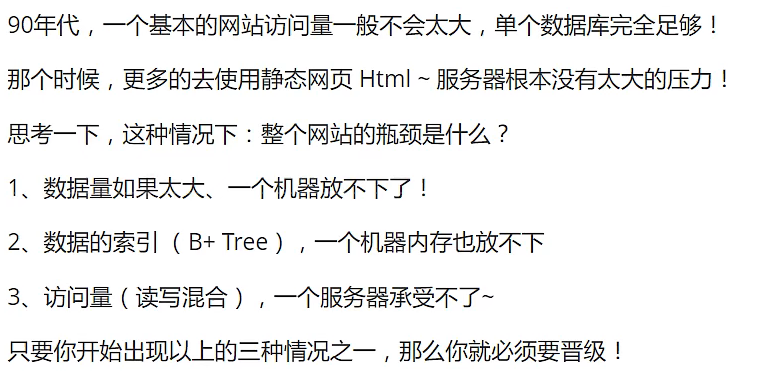 90年代，一个基本的网站访问量一般不会太大，单个数据库完全足够！
那个时候，更多的去使用静态网页 Html ~ 服务器根本没有太大的压力！
思考一下，这种情况下：整个网站的瓶颈是什么？
1、数据量如果太大、一个机器放不下了！
2、数据的索引 （ B+ Tree ），一个机器内存也放不下
3、访问量（ 读写混合 ），一个服务器承受不了~
只要你开始出现以上的三种情况之一，那么你就必须要晋级！